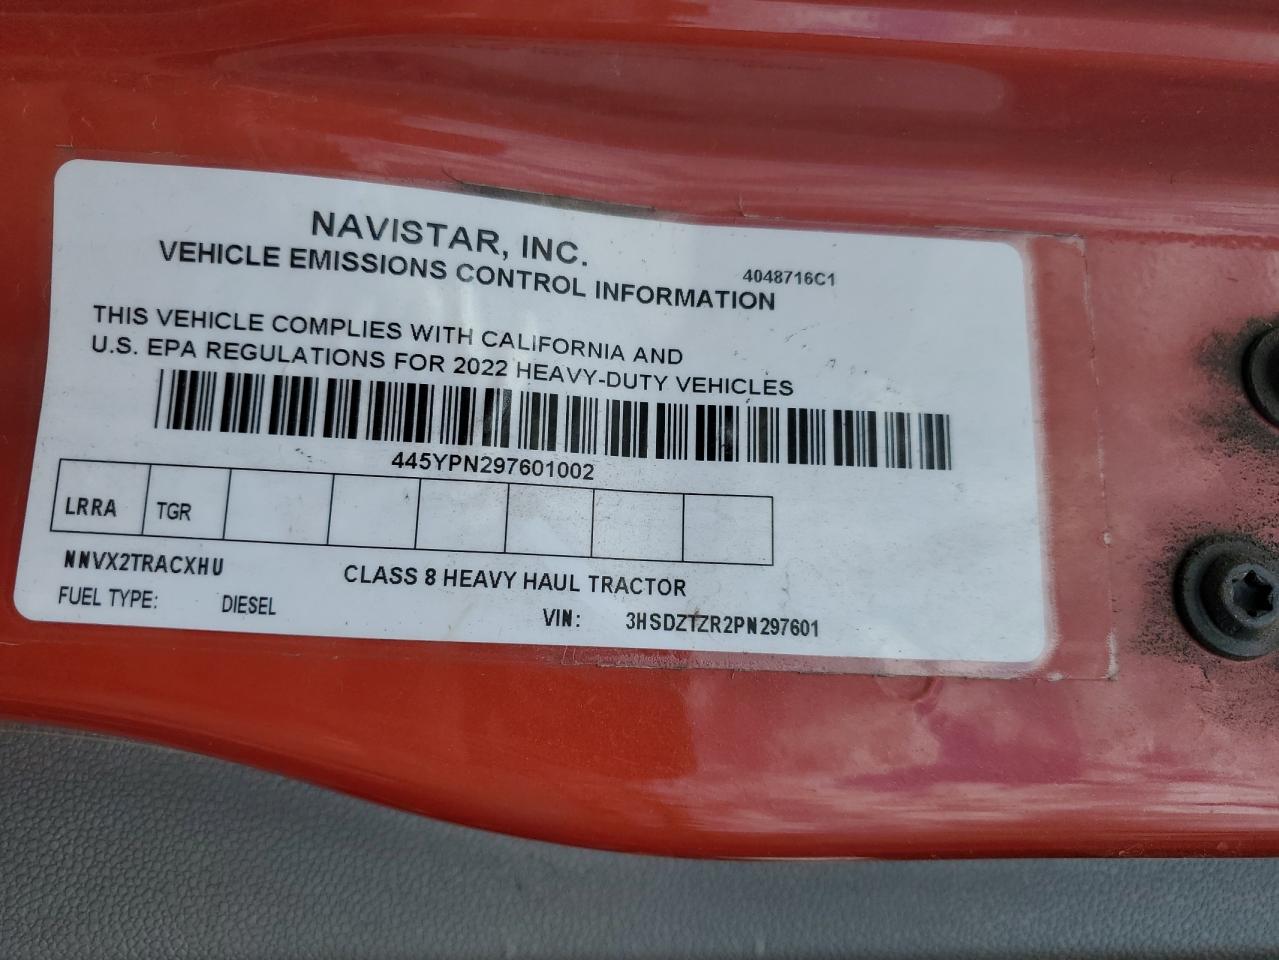 NAVISTAR, INC.
VEHICLE EMISSIONS CONTROL INFORMATION
4048716C1
THIS VEHICLE COMPLIES WITH CALIFORNIA AND
U.S. EPA REGULATIONS FOR 2022 HEAVY-DUTY VEHICLES
445YPN297601002
LRRA TGR
NNVX2TRACXHU CLASS 8 HEAVY HAUL TRACTOR
FUEL TYPE: DIESEL VIN: 3HSDZTZR2PN297601